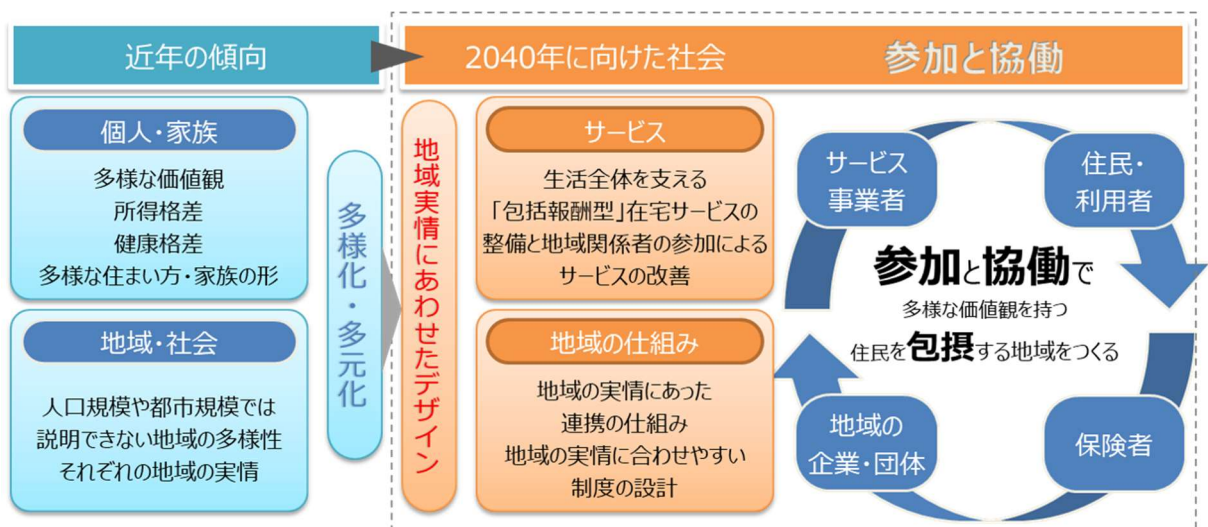 近年の傾向
2040年に向けた社会
参加と協働
個人・家族
多様な価値観
所得格差
健康格差
多様な住まい方・家族の形
地域・社会
人口規模や都市規模では
説明できない地域の多様性
それぞれの地域の実情
多様化・多元化
地域実情にあわせたデザイン
サービス
生活全体を支える
「包括報酬型」在宅サービスの
整備と地域関係者の参加による
サービスの改善
地域の仕組み
地域の実情にあった
連携の仕組み
地域の実情に合わせやすい
制度の設計
サービス
事業者
住民・
利用者
参加と協働で
多様な価値観を持つ
住民を包摂する地域をつくる
地域の
企業・団体
保険者